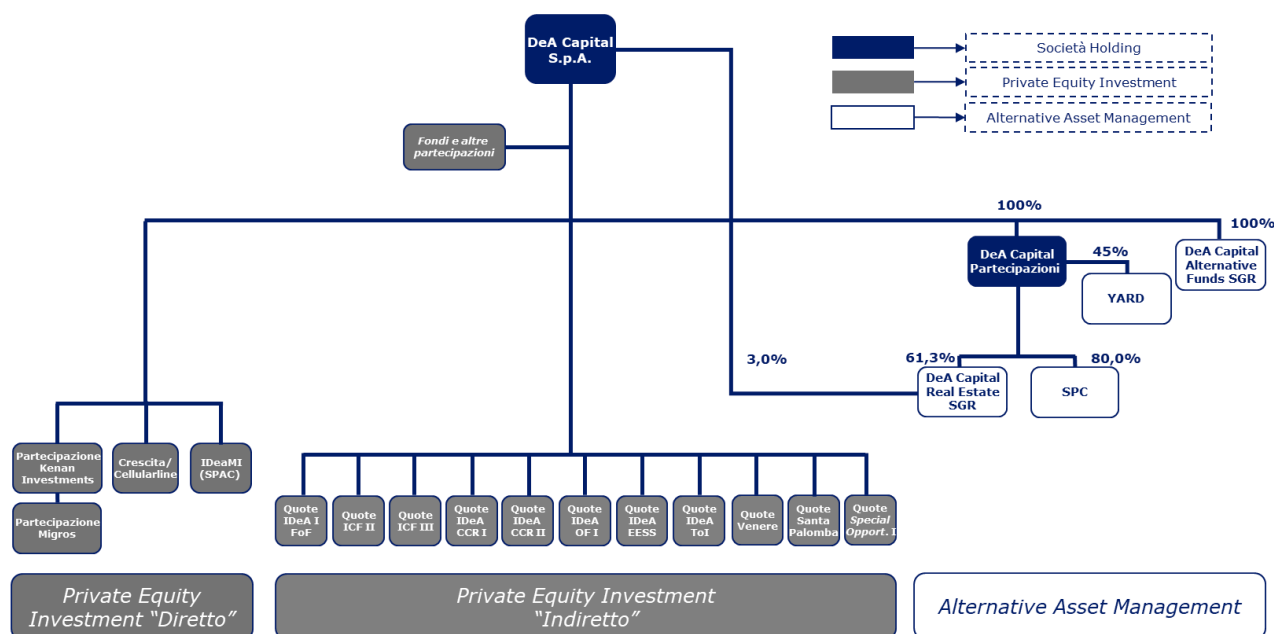 DeA Capital
S.p.A.
Società Holding
Private Equity Investment
Alternative Asset Management
Fondi e altre
partecipazioni
100%
100%
DeA Capital
Partecipazioni
45%
DeA Capital
Alternative
Funds SGR
YARD
3,0%
61,3%
80,0%
DeA Capital
Real Estate
SGR
SPC
Partecipazione
Kenan
Investments
Crescita/
Cellularline
IDeaMI
(SPAC)
Partecipazione
Migros
Quote
IDeA I
FoF
Quote
ICF II
Quote
ICF III
Quote
IDeA
CCR I
Quote
IDeA
CCR II
Quote
IDeA
OF I
Quote
IDeA
EESS
Quote
IDeA
ToI
Quote
Venere
Quote
Santa
Palomba
Quote
Special
Opport. I
Private Equity
Investment “Diretto”
Private Equity Investment
“Indiretto”
Alternative Asset Management